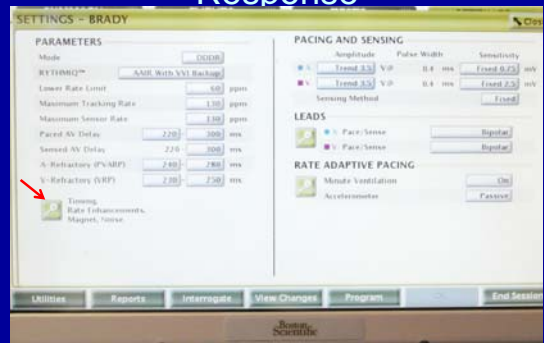 Response
SETTINGS - BRADY
Clos
PARAMETERS
Mode DDDR
RYTHMIQ™ AAIR With VVI Backup
Lower Rate Limit 60 ppm
Maximum Tracking Rate 130 ppm
Maximum Sensor Rate 130 ppm
Paced AV Delay 220 - 300 ms
Sensed AV Delay 220 - 300 ms
A-Refractory (PVARP) 240 - 280 ms
V-Refractory (VRP) 230 - 250 ms
Timing,
Rate Enhancements,
Magnet, Noise
PACING AND SENSING
Amplitude Pulse Width Sensitivity
A Trend 3.5 V@ 0.4 ms Fixed 0.75 mV
V Trend 3.5 V@ 0.4 ms Fixed 2.5 mV
Sensing Method Fixed
LEADS
A Pace/Sense Bipolar
V Pace/Sense Bipolar
RATE ADAPTIVE PACING
Minute Ventilation On
Accelerometer Passive
Utilities Reports Interrogate View Changes Program End Session
Boston
Scientific